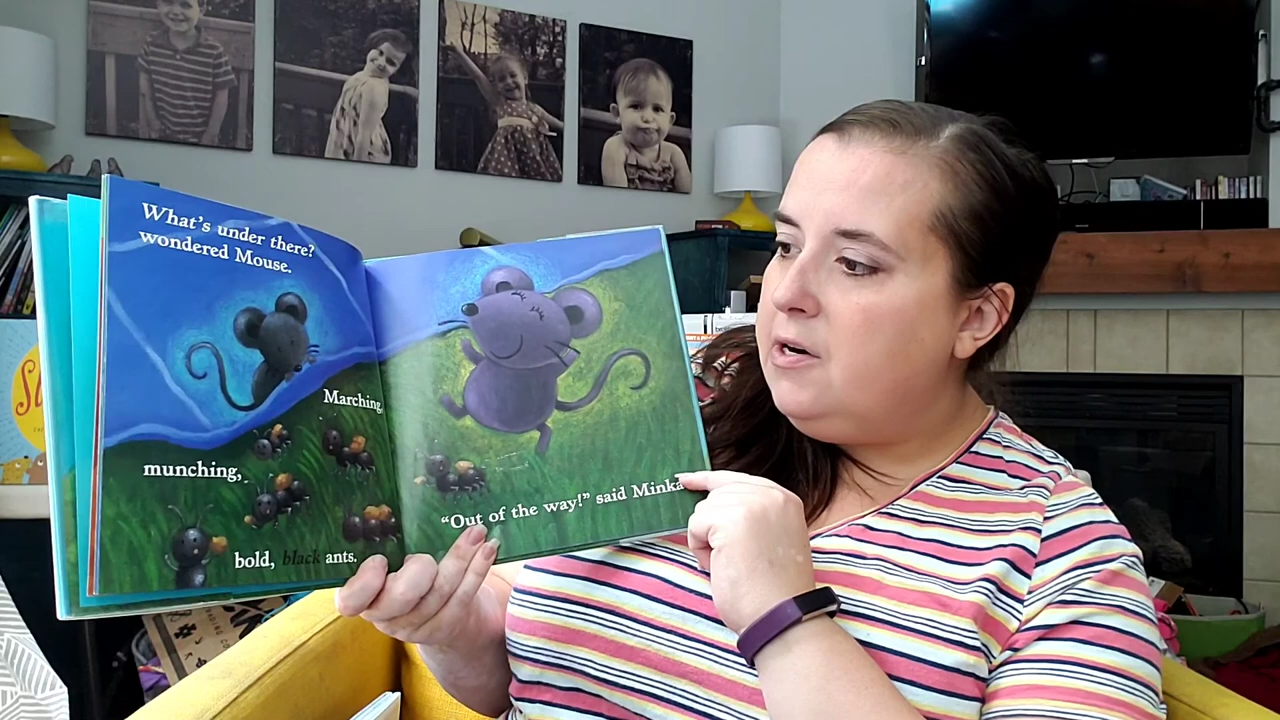 What's under there?
wondered Mouse.
Marching,
munching,
bold, black ants.
"Out of the way!" said Minka